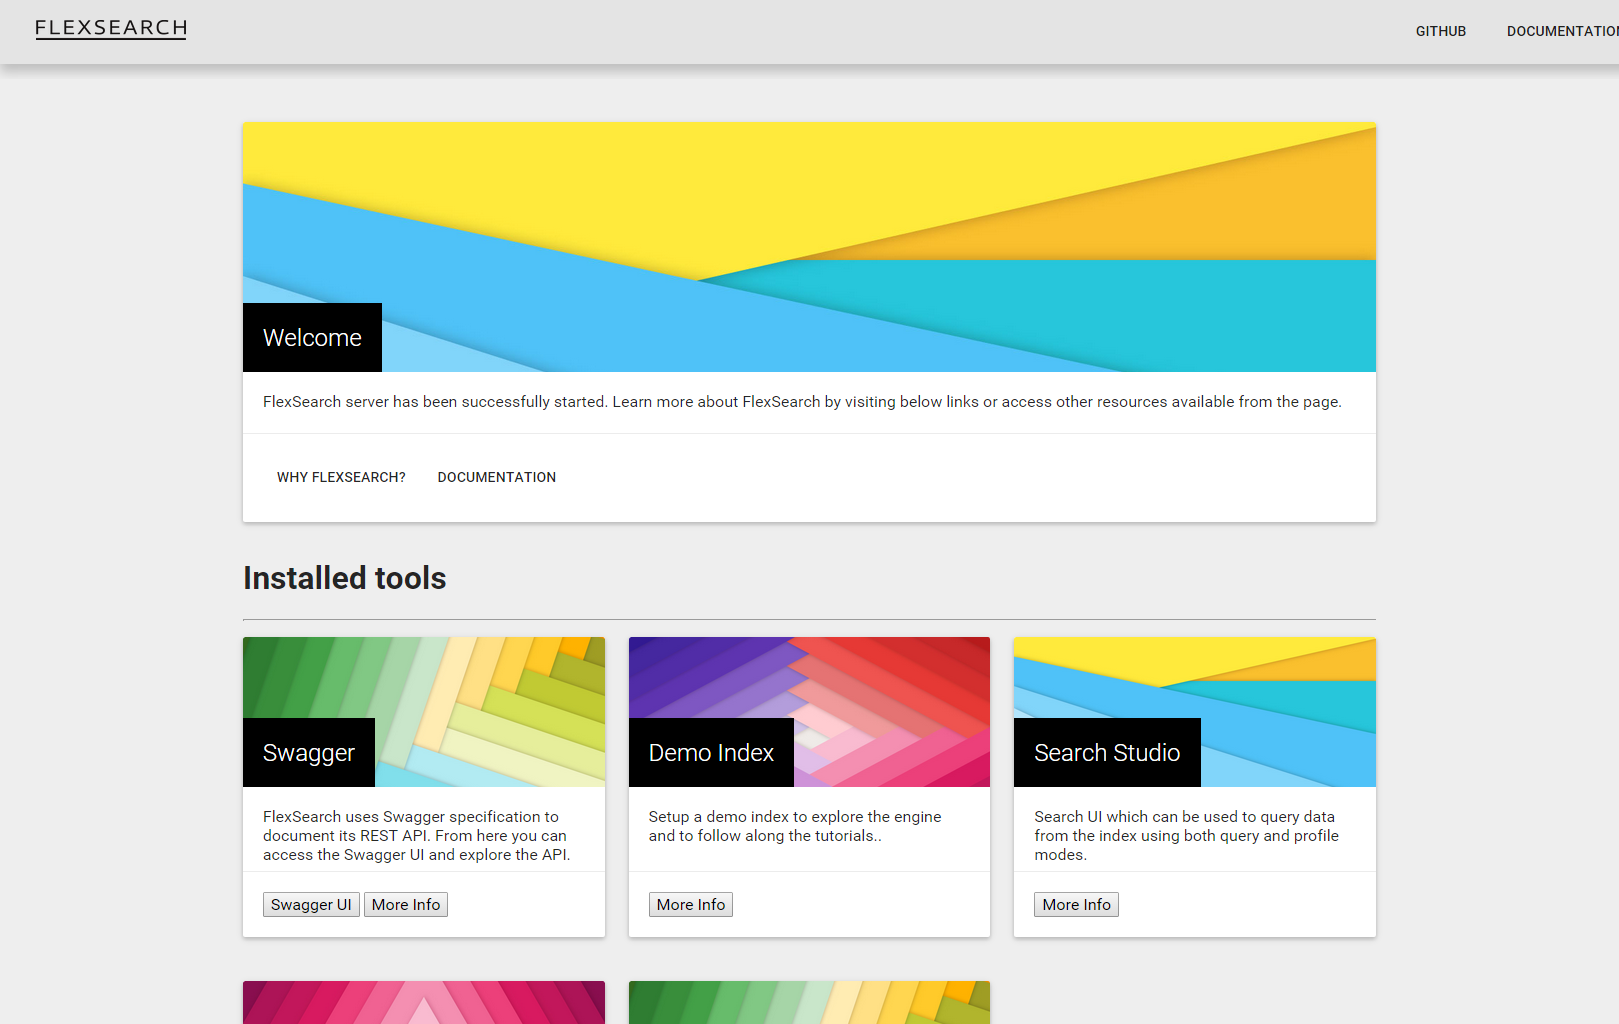 FLEXSEARCH
GITHUB
Welcome
FlexSearch server has been successfully started. Learn more about FlexSearch by visiting below links or access other resources available from the page.
WHY FLEXSEARCH? DOCUMENTATION
Installed tools
Swagger
FlexSearch uses Swagger specification to
document its REST API. From here you can
access the Swagger UI and explore the API.
Swagger UI More Info
Demo Index
Setup a demo index to explore the engine
and to follow along the tutorials..
More Info
Search Studio
Search UI which can be used to query data
from the index using both query and profile
modes.
More Info